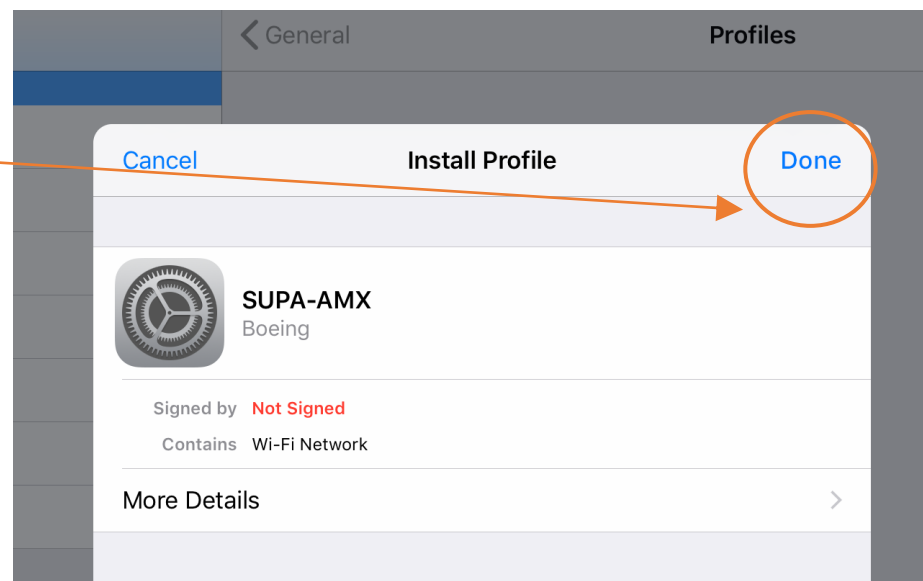 General
Profiles
Cancel
Install Profile
Done
SUPA-AMX
Boeing
Signed by Not Signed
Contains Wi-Fi Network
More Details